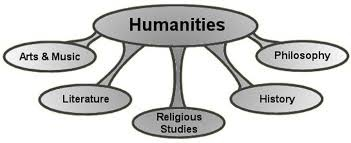 Humanities
Arts & Music
Philosophy
Literature
History
Religious
Studies